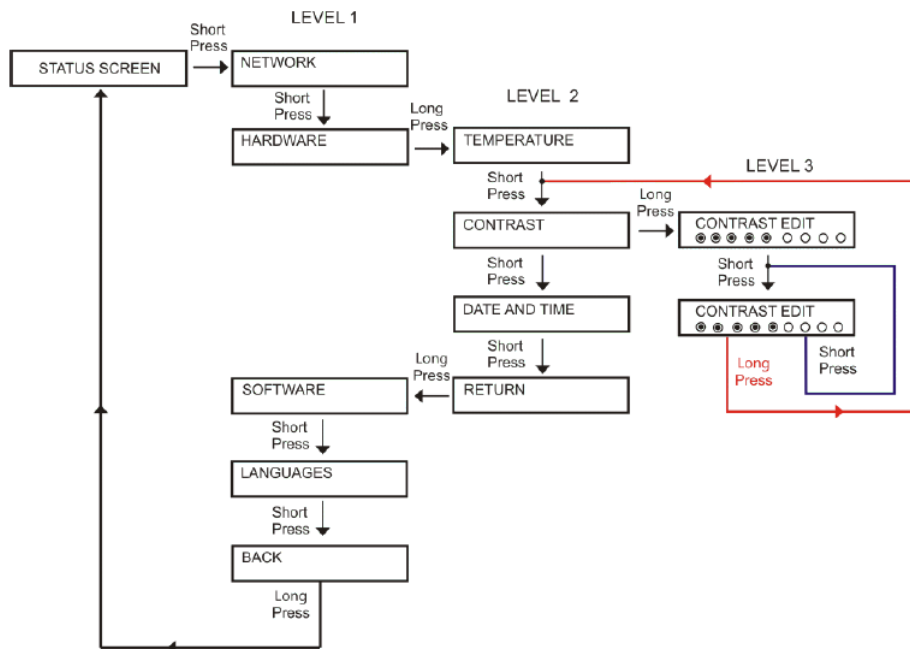 LEVEL 1
Short
Press
STATUS SCREEN
NETWORK
Short
Press
LEVEL 2
Long
Press
HARDWARE
TEMPERATURE
Short
Press
LEVEL 3
Long
Press
CONTRAST
CONTRAST EDIT
Short
Press
Short
Press
DATE AND TIME
CONTRAST EDIT
Short
Press
Long
Press
Long
Press
Short
Press
SOFTWARE
RETURN
Short
Press
LANGUAGES
Short
Press
BACK
Long
Press